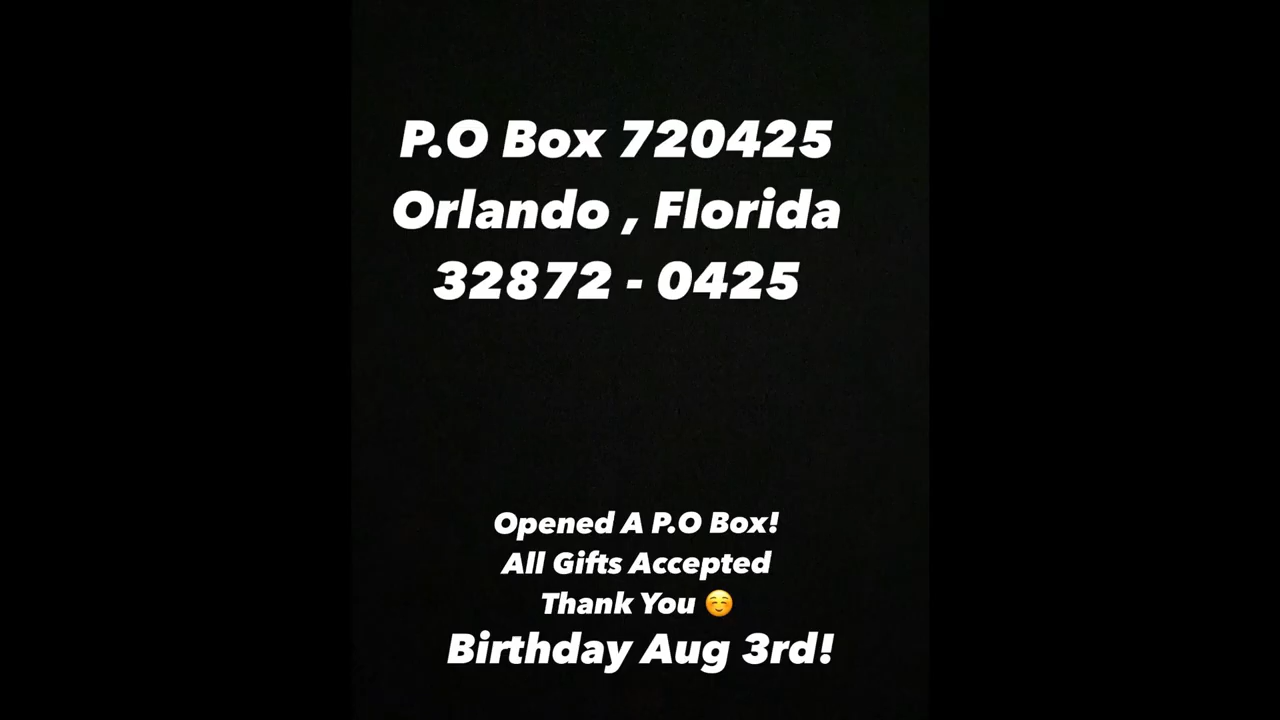 P.O Box 720425
Orlando , Florida
32872 - 0425
Opened A P.O Box!
All Gifts Accepted
Thank You ☺️
Birthday Aug 3rd!